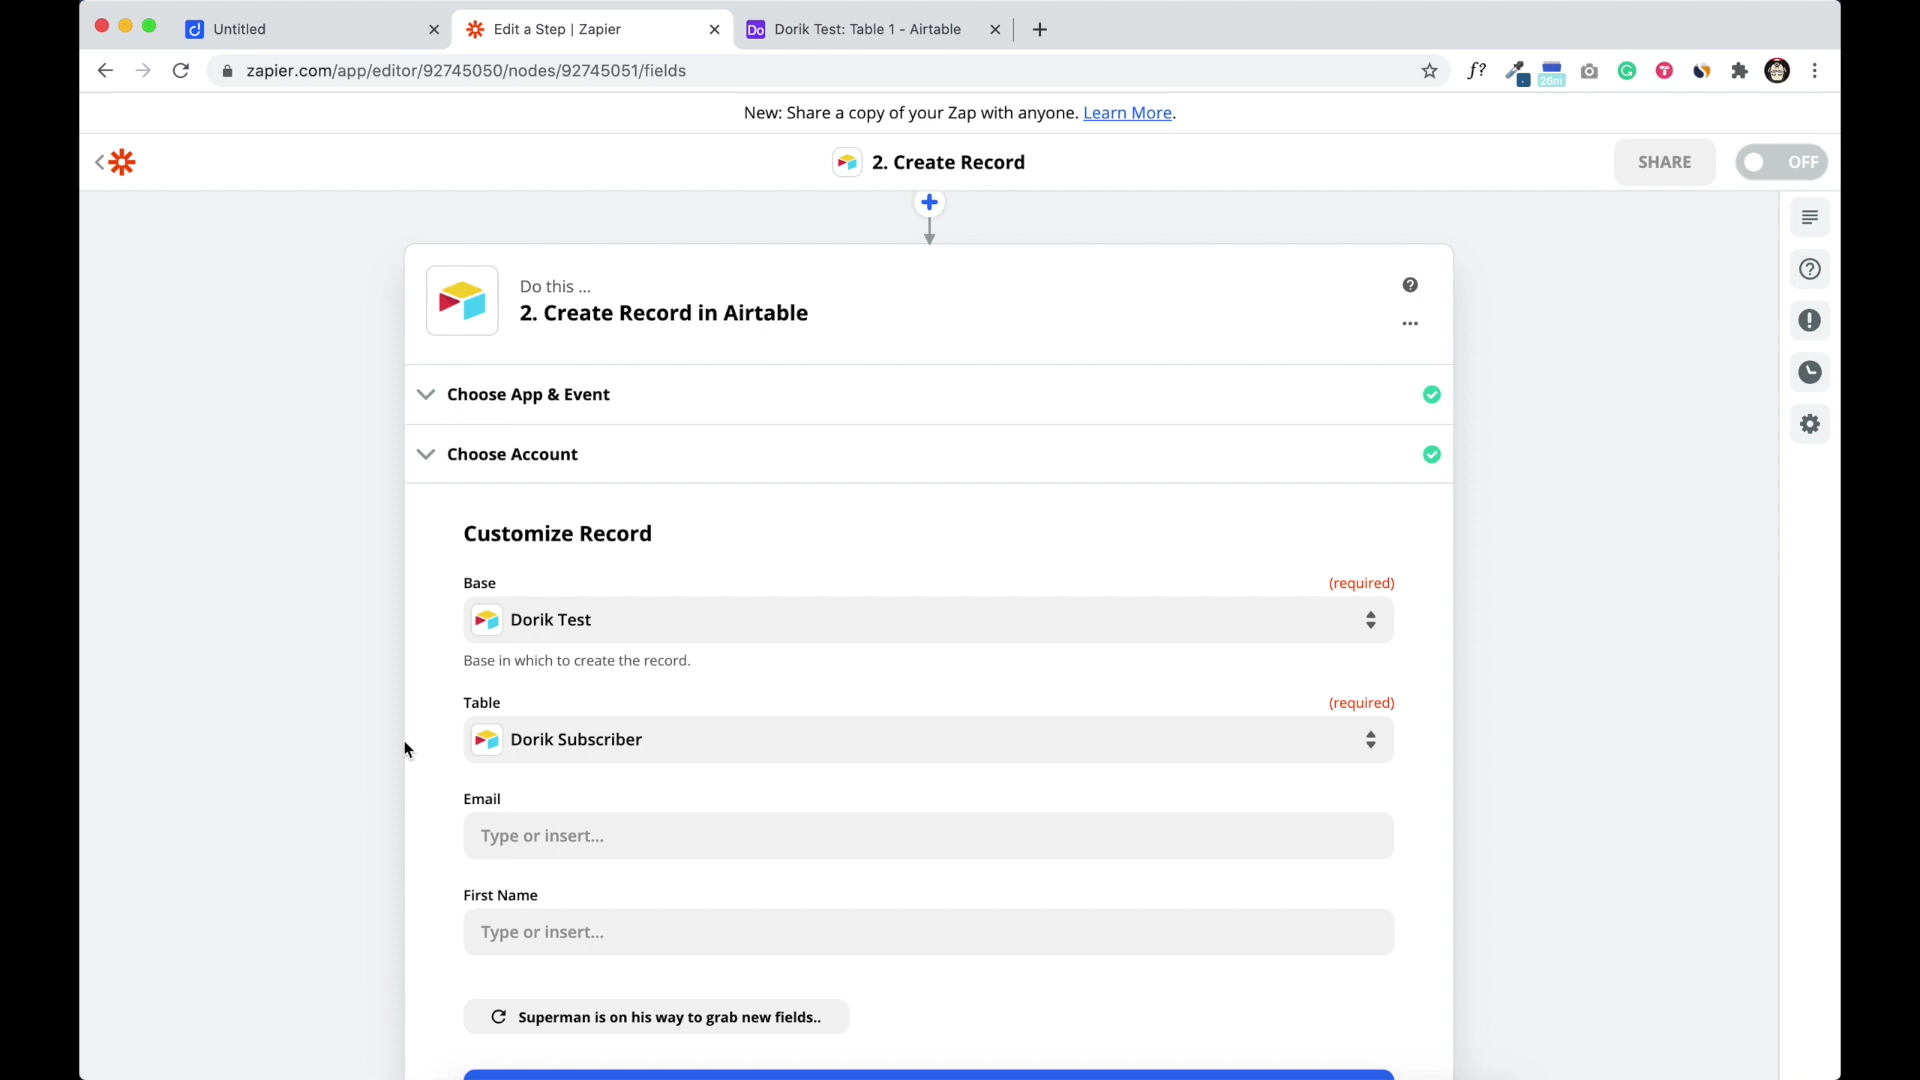 Untitled
Edit a Step | Zapier
Do
Dorik Test: Table 1 - Airtable
zapier.com/app/editor/92745050/nodes/92745051/fields
f?
26m
New: Share a copy of your Zap with anyone. Learn More.
2. Create Record
SHARE
OFF
Do this ...
2. Create Record in Airtable
Choose App & Event
Choose Account
Customize Record
Base
(required)
Dorik Test
Base in which to create the record.
Table
(required)
Dorik Subscriber
Email
Type or insert...
First Name
Type or insert...
Superman is on his way to grab new fields..